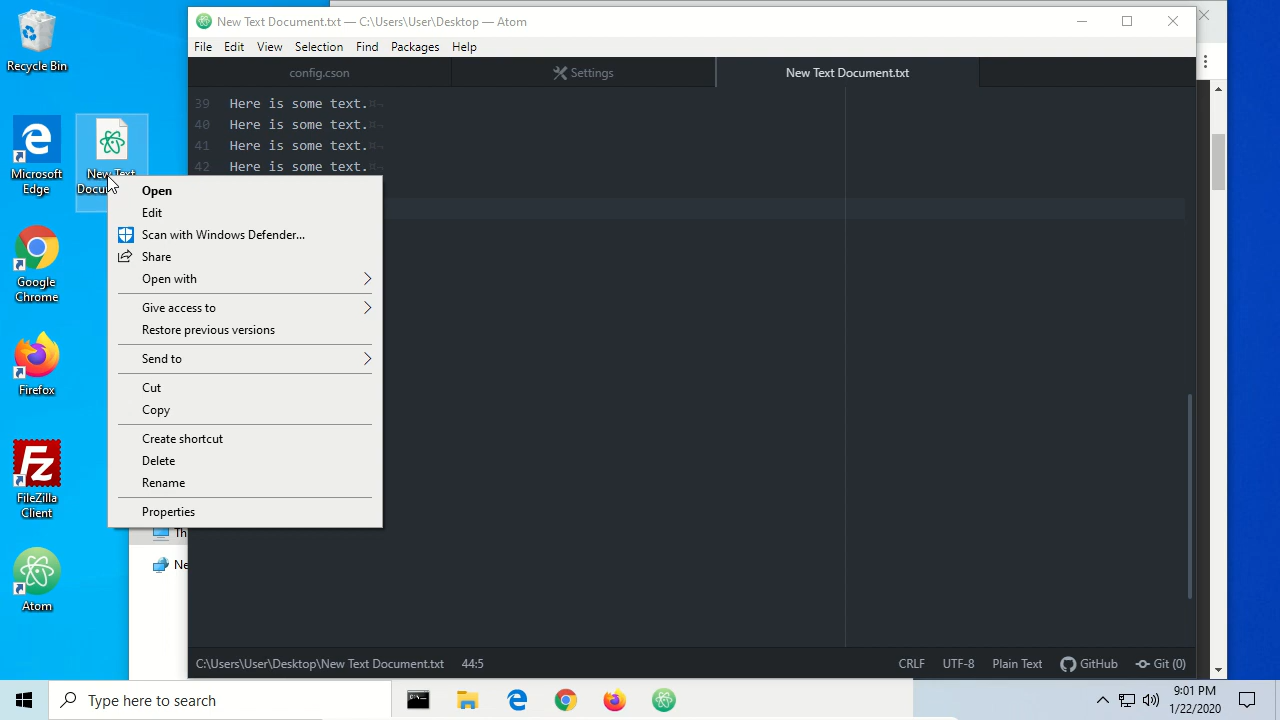 Recycle Bin
Microsoft
Edge
New Text
Google
Chrome
Firefox
FileZilla
Client
Atom
New Text Document.txt — C:\Users\User\Desktop — Atom
File Edit View Selection Find Packages Help
config.cson Settings New Text Document.txt
39 Here is some text.¤¬
40 Here is some text.¤¬
41 Here is some text.¤¬
42 Here is some text.¤¬
Open
Edit
Scan with Windows Defender...
Share
Open with
Give access to
Restore previous versions
Send to
Cut
Copy
Create shortcut
Delete
Rename
Properties
C:\Users\User\Desktop\New Text Document.txt 44:5 CRLF UTF-8 Plain Text GitHub Git (0)
Type here to search
9:01 PM
1/22/2020